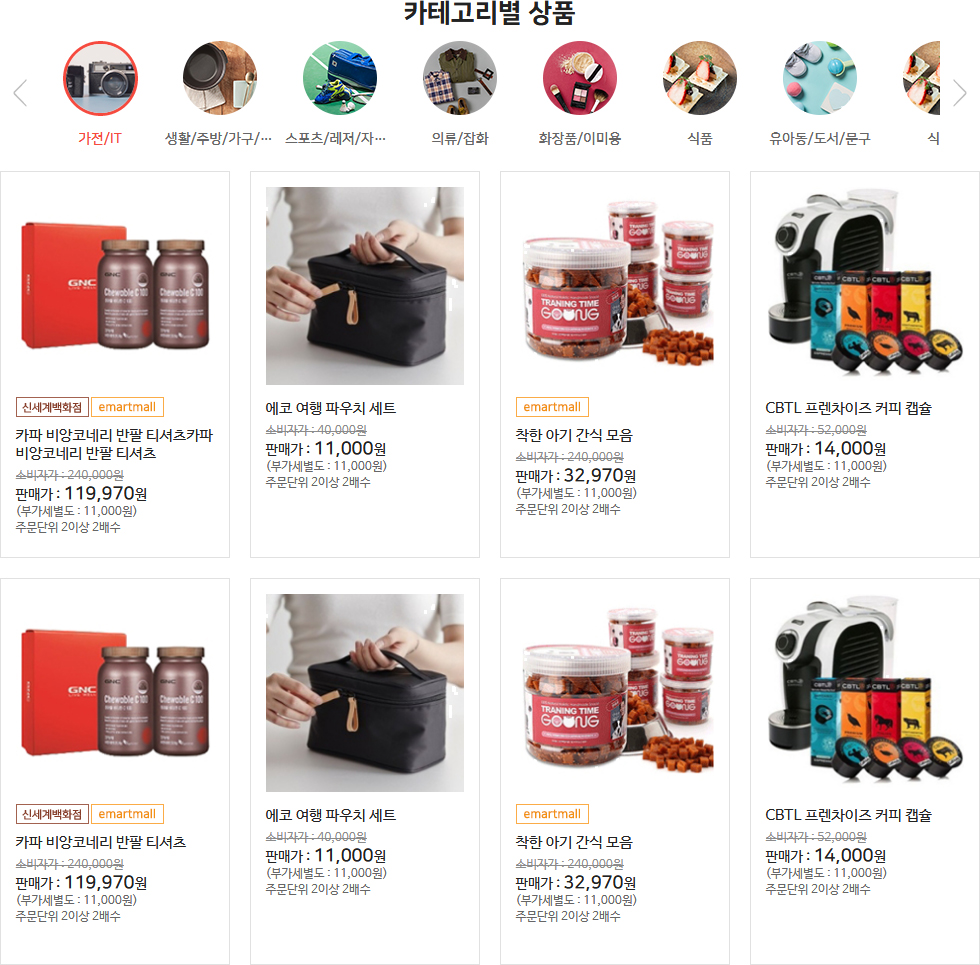 카테고리별 상품
가전/IT
생활/주방/가구/···
스포츠/레저/자···
의류/잡화
화장품/이미용
식품
유아동/도서/문구
식
GNC
LIVE WELL
GNC
Chewable C 100
GNC
Chewable C 100
TRANING TIME
GOUNG
CBTL
CBTL
CBTL
신세계백화점 emartmall
카파 비앙코네리 반팔 티셔츠카파
비앙코네리 반팔 티셔츠
소비자가 : 240,000원
판매가 : 119,970원
(부가세별도 : 11,000원)
주문단위 2이상 2배수
에코 여행 파우치 세트
소비자가 : 40,000원
판매가 : 11,000원
(부가세별도 : 11,000원)
주문단위 2이상 2배수
emartmall
착한 아기 간식 모음
소비자가 : 240,000원
판매가 : 32,970원
(부가세별도 : 11,000원)
주문단위 2이상 2배수
CBTL 프렌차이즈 커피 캡슐
소비자가 : 52,000원
판매가 : 14,000원
(부가세별도 : 11,000원)
주문단위 2이상 2배수
GNC
LIVE WELL
GNC
Chewable C 100
GNC
Chewable C 100
TRANING TIME
GOUNG
CBTL
CBTL
CBTL
신세계백화점 emartmall
카파 비앙코네리 반팔 티셔츠
소비자가 : 240,000원
판매가 : 119,970원
(부가세별도 : 11,000원)
주문단위 2이상 2배수
에코 여행 파우치 세트
소비자가 : 40,000원
판매가 : 11,000원
(부가세별도 : 11,000원)
주문단위 2이상 2배수
emartmall
착한 아기 간식 모음
소비자가 : 240,000원
판매가 : 32,970원
(부가세별도 : 11,000원)
주문단위 2이상 2배수
CBTL 프렌차이즈 커피 캡슐
소비자가 : 52,000원
판매가 : 14,000원
(부가세별도 : 11,000원)
주문단위 2이상 2배수